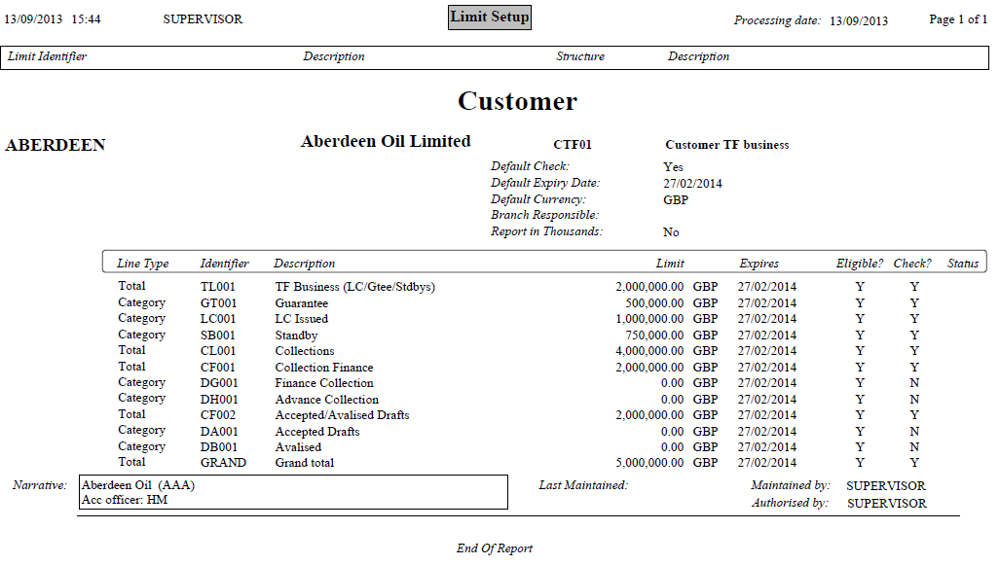 13/09/2013 15:44 SUPERVISOR Limit Setup Processing date: 13/09/2013 Page 1 of 1
Limit Identifier Description Structure Description
Customer
ABERDEEN Aberdeen Oil Limited CTF01 Customer TF business
Default Check: Yes
Default Expiry Date: 27/02/2014
Default Currency: GBP
Branch Responsible:
Report in Thousands: No
Line Type Identifier Description Limit Expires Eligible? Check? Status
Total TL001 TF Business (LC/Gtee/Stdbys) 2,000,000.00 GBP 27/02/2014 Y Y
Category GT001 Guarantee 500,000.00 GBP 27/02/2014 Y Y
Category LC001 LC Issued 1,000,000.00 GBP 27/02/2014 Y Y
Category SB001 Standby 750,000.00 GBP 27/02/2014 Y Y
Total CL001 Collections 4,000,000.00 GBP 27/02/2014 Y Y
Total CF001 Collection Finance 2,000,000.00 GBP 27/02/2014 Y Y
Category DG001 Finance Collection 0.00 GBP 27/02/2014 Y N
Category DH001 Advance Collection 0.00 GBP 27/02/2014 Y N
Total CF002 Accepted/Avalised Drafts 2,000,000.00 GBP 27/02/2014 Y Y
Category DA001 Accepted Drafts 0.00 GBP 27/02/2014 Y N
Category DB001 Avalised 0.00 GBP 27/02/2014 Y N
Total GRAND Grand total 5,000,000.00 GBP 27/02/2014 Y Y
Narrative: Aberdeen Oil (AAA) Last Maintained: Maintained by: SUPERVISOR
Acc officer: HM Authorised by: SUPERVISOR
End Of Report